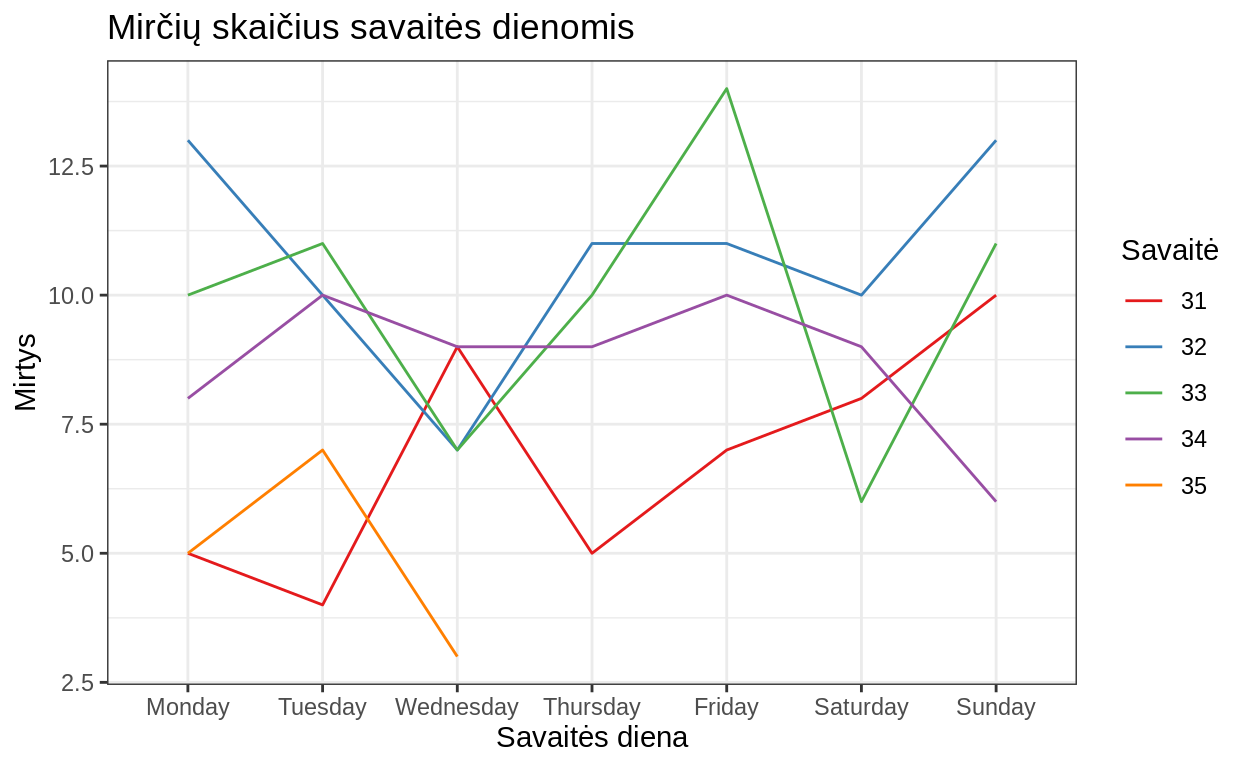 Mirčių skaičius savaitės dienomis
Mirtys
12.5
10.0
7.5
5.0
2.5
Monday Tuesday Wednesday Thursday Friday Saturday Sunday
Savaitės diena
Savaitė
31
32
33
34
35